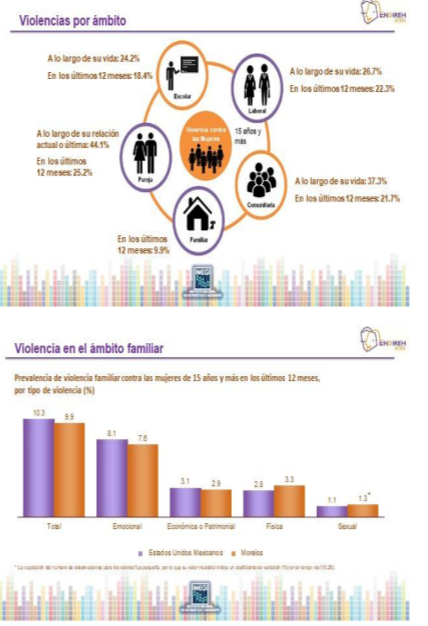 Violencias por ámbito
ENDIREH
A lo largo de su vida: 24.2%
En los últimos 12 meses: 18.4%
Escolar
A lo largo de su vida: 26.7%
En los últimos 12 meses: 22.3%
Laboral
A lo largo de su relación
actual o última: 44.1%
En los últimos
12 meses: 25.2%
Pareja
Violencia contra
las Mujeres
15 años y
más
A lo largo de su vida: 37.3%
En los últimos 12 meses: 21.7%
Comunitaria
En los últimos
12 meses: 9.9%
Familiar
Violencia en el ámbito familiar
ENDIREH
Prevalencia de violencia familiar contra las mujeres de 15 años y más en los últimos 12 meses,
por tipo de violencia (%)
10.3 9.9
8.1 7.6
3.1 2.9
3.3
1.1 1.3*
Total Emocional Económica o Patrimonial Física Sexual
Estados Unidos Mexicanos Morelos